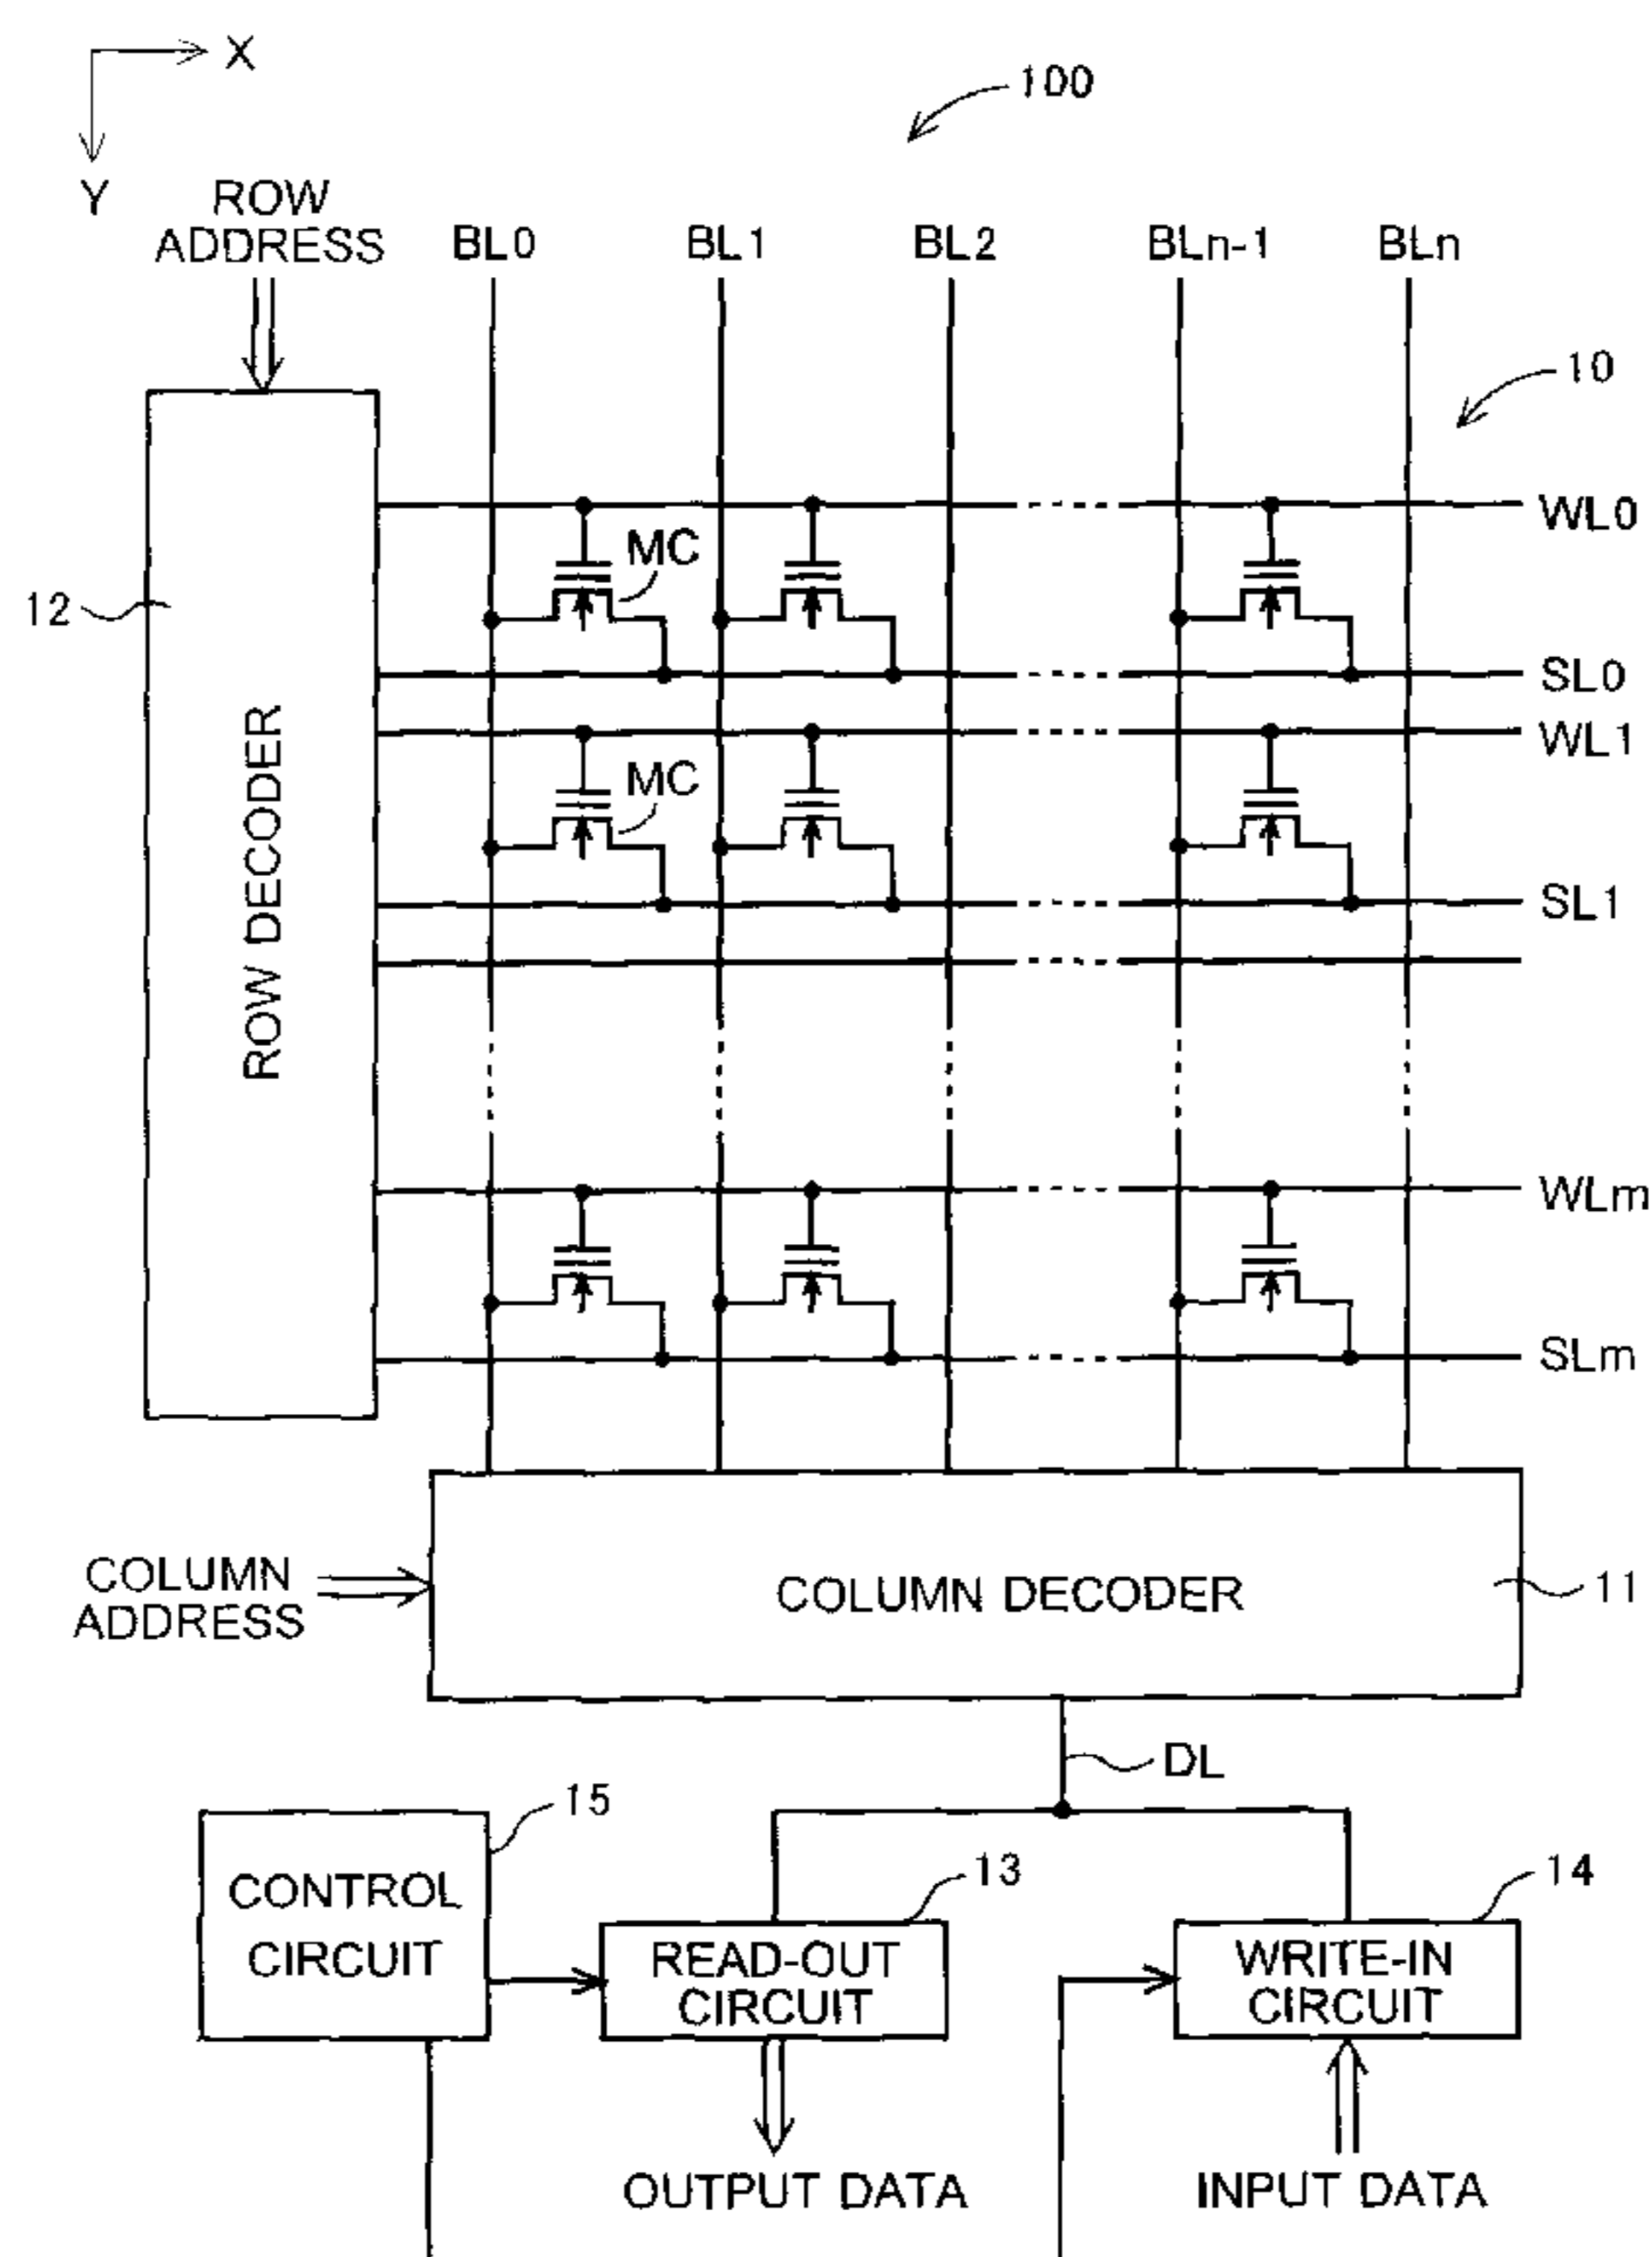 X
100
Y
ROW
ADDRESS
BL0
BL1
BL2
BLn-1
BLn
10
WL0
MC
12
SL0
WL1
MC
ROW DECODER
SL1
WLm
SLm
COLUMN
ADDRESS
COLUMN DECODER
11
DL
15
CONTROL
CIRCUIT
13
READ-OUT
CIRCUIT
14
WRITE-IN
CIRCUIT
OUTPUT DATA
INPUT DATA